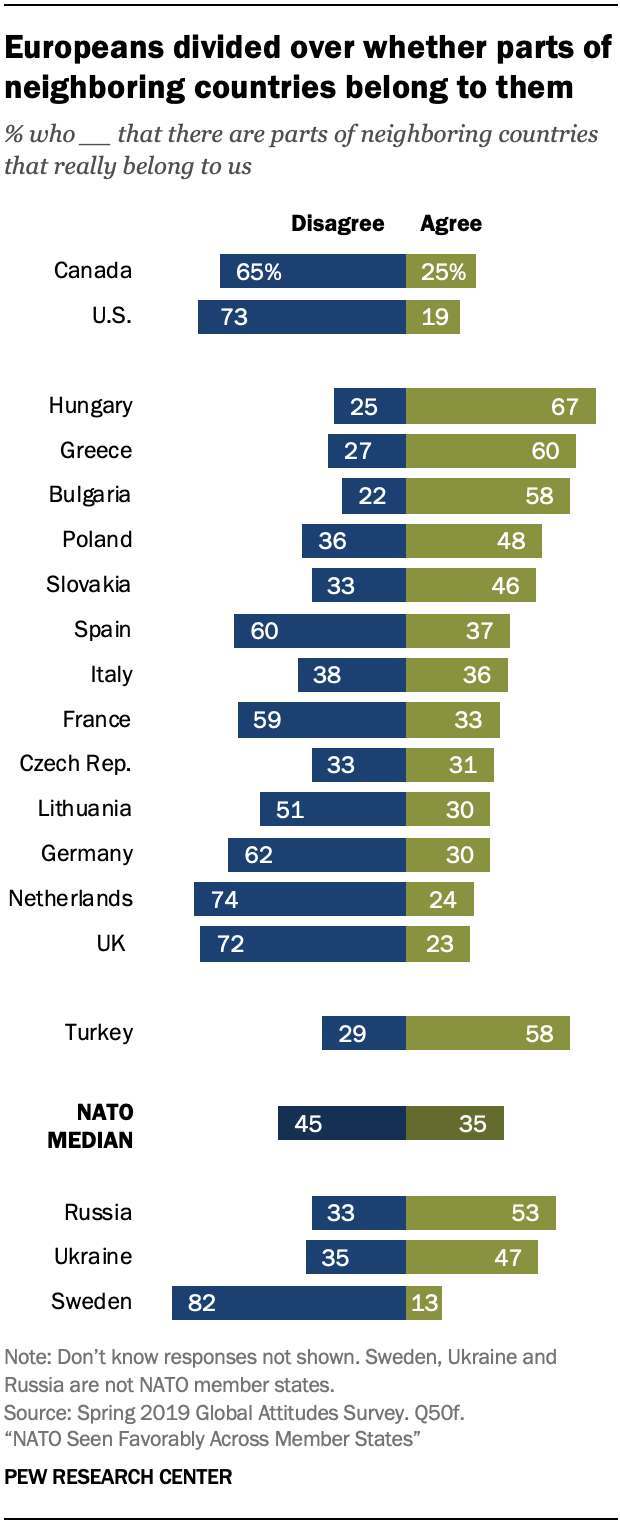 Europeans divided over whether parts of
neighboring countries belong to them
% who __ that there are parts of neighboring countries
that really belong to us
Disagree Agree
Canada 65% 25%
U.S. 73 19
Hungary 25 67
Greece 27 60
Bulgaria 22 58
Poland 36 48
Slovakia 33 46
Spain 60 37
Italy 38 36
France 59 33
Czech Rep. 33 31
Lithuania 51 30
Germany 62 30
Netherlands 74 24
UK 72 23
Turkey 29 58
NATO
MEDIAN 45 35
Russia 33 53
Ukraine 35 47
Sweden 82 13
Note: Don’t know responses not shown. Sweden, Ukraine and
Russia are not NATO member states.
Source: Spring 2019 Global Attitudes Survey. Q50f.
“NATO Seen Favorably Across Member States”
PEW RESEARCH CENTER